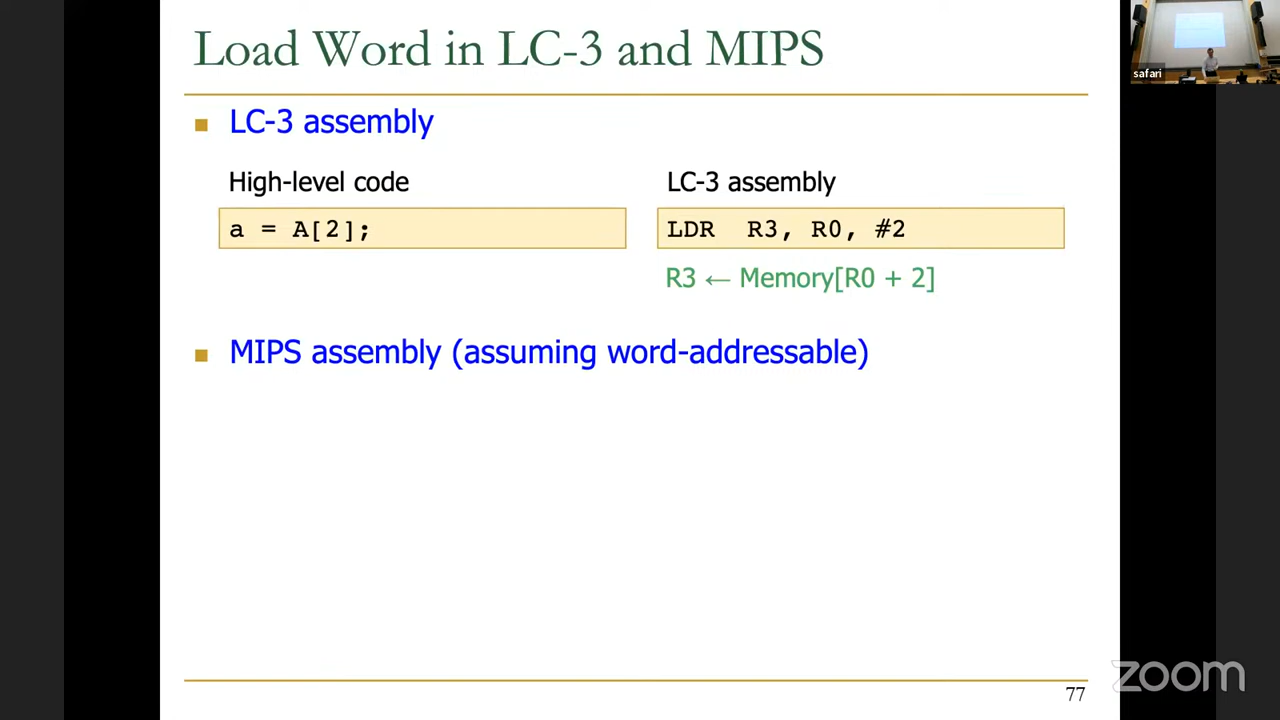 Load Word in LC-3 and MIPS
safari
LC-3 assembly
High-level code
LC-3 assembly
a = A[2];
LDR R3, R0, #2
R3 ← Memory[R0 + 2]
MIPS assembly (assuming word-addressable)
77
zoom